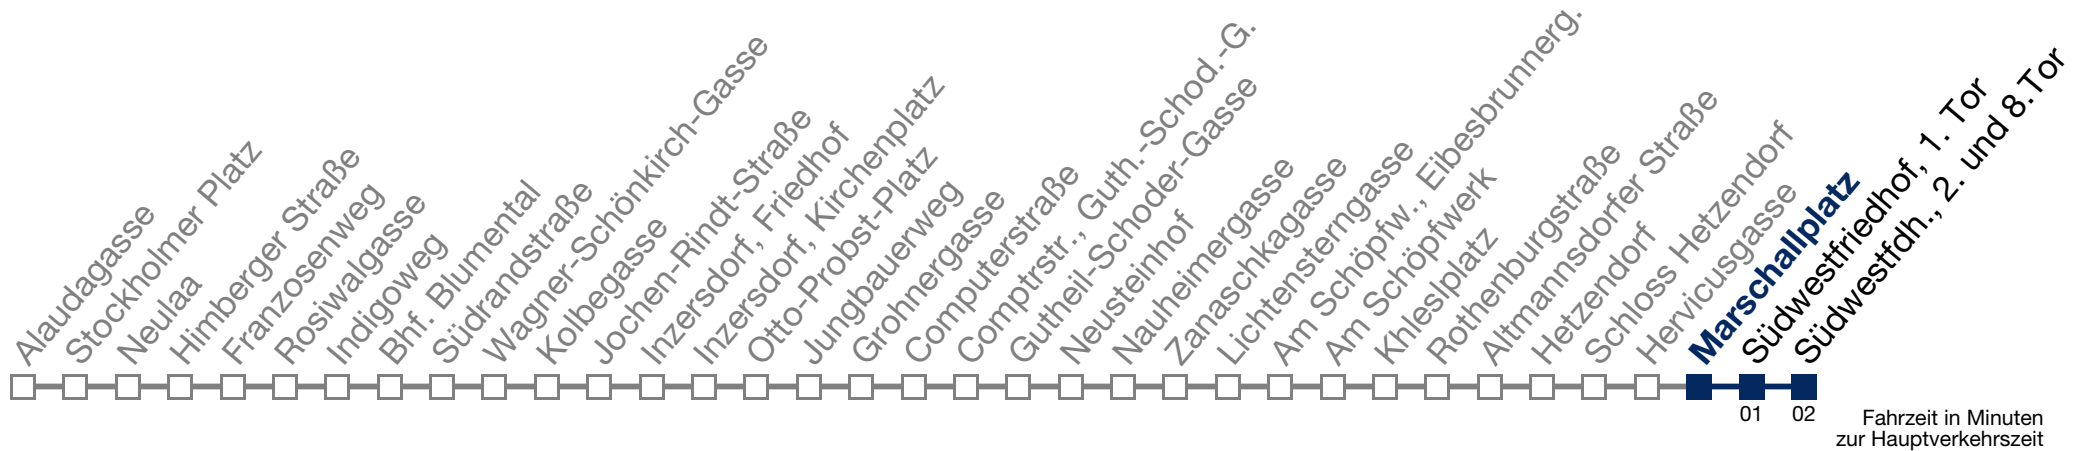 Alaudagasse
Stockholmer Platz
Neulaa
Himberger Straße
Franzosenweg
Rosiwalgasse
Indigoweg
Bhf. Blumental
Südrandstraße
Wagner-Schönkirch-Gasse
Kolbegasse
Jochen-Rindt-Straße
Inzersdorf, Friedhof
Inzersdorf, Kirchenplatz
Otto-Probst-Platz
Jungbauerweg
Grohnergasse
Computerstraße
Comptrstr., Guth.-Schod.-G.
Gutheil-Schoder-Gasse
Neusteinhof
Nauheimergasse
Zanaschkagasse
Lichtensterngasse
Am Schöpfw., Eibesbrunnerg.
Am Schöpfwerk
Khleslplatz
Rothenburgstraße
Altmannsdorfer Straße
Hetzendorf
Schloss Hetzendorf
Hervicusgasse
Marschallplatz
Südwestfriedhof, 1. Tor
Südwestfdh., 2. und 8.Tor
01
02
Fahrzeit in Minuten
zur Hauptverkehrszeit